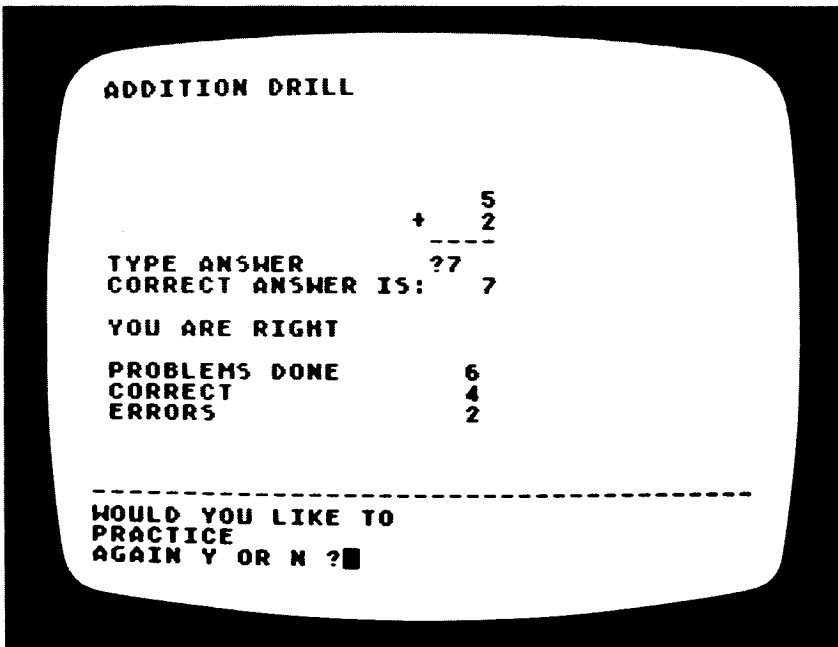 ADDITION DRILL
5
+ 2
----
TYPE ANSWER ?7
CORRECT ANSWER IS: 7
YOU ARE RIGHT
PROBLEMS DONE 6
CORRECT 4
ERRORS 2
------------------------------------
WOULD YOU LIKE TO
PRACTICE
AGAIN Y OR N ?